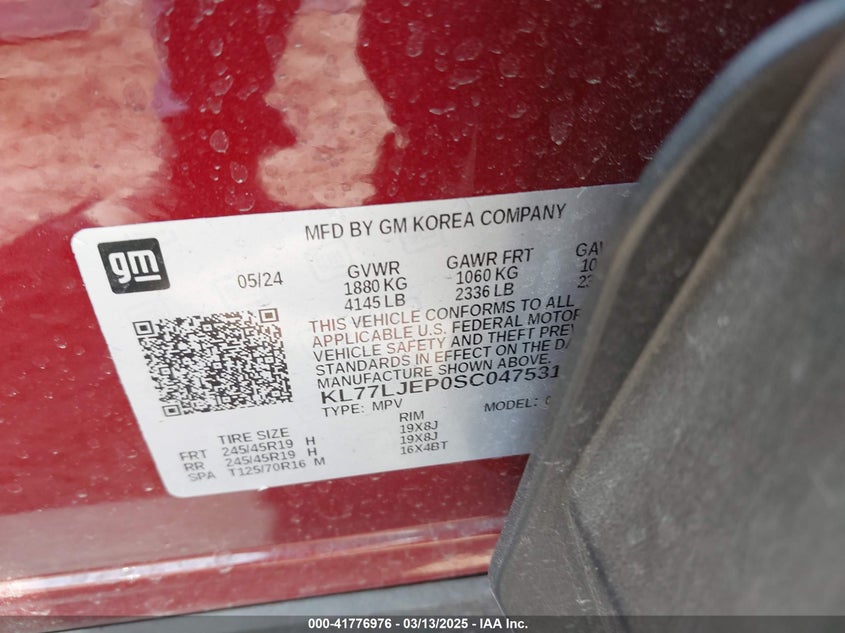 MFD BY GM KOREA COMPANY
gm
05/24
GVWR GAWR FRT
1880 KG 1060 KG
4145 LB 2336 LB
THIS VEHICLE CONFORMS TO ALL
APPLICABLE U.S. FEDERAL MOTOR
VEHICLE SAFETY AND THEFT
STANDARDS IN EFFECT ON THE
MANUFACTURE SHOWN ABOVE.
KL77LJEP0SC047531
TYPE: MPV MODEL:
TIRE SIZE RIM
FRT 245/45R19 H 19X8J
RR 245/45R19 H 19X8J
SPA T125/70R16 M 16X4BT
000-41776976 | 03/13/2025 | © IAA Inc.